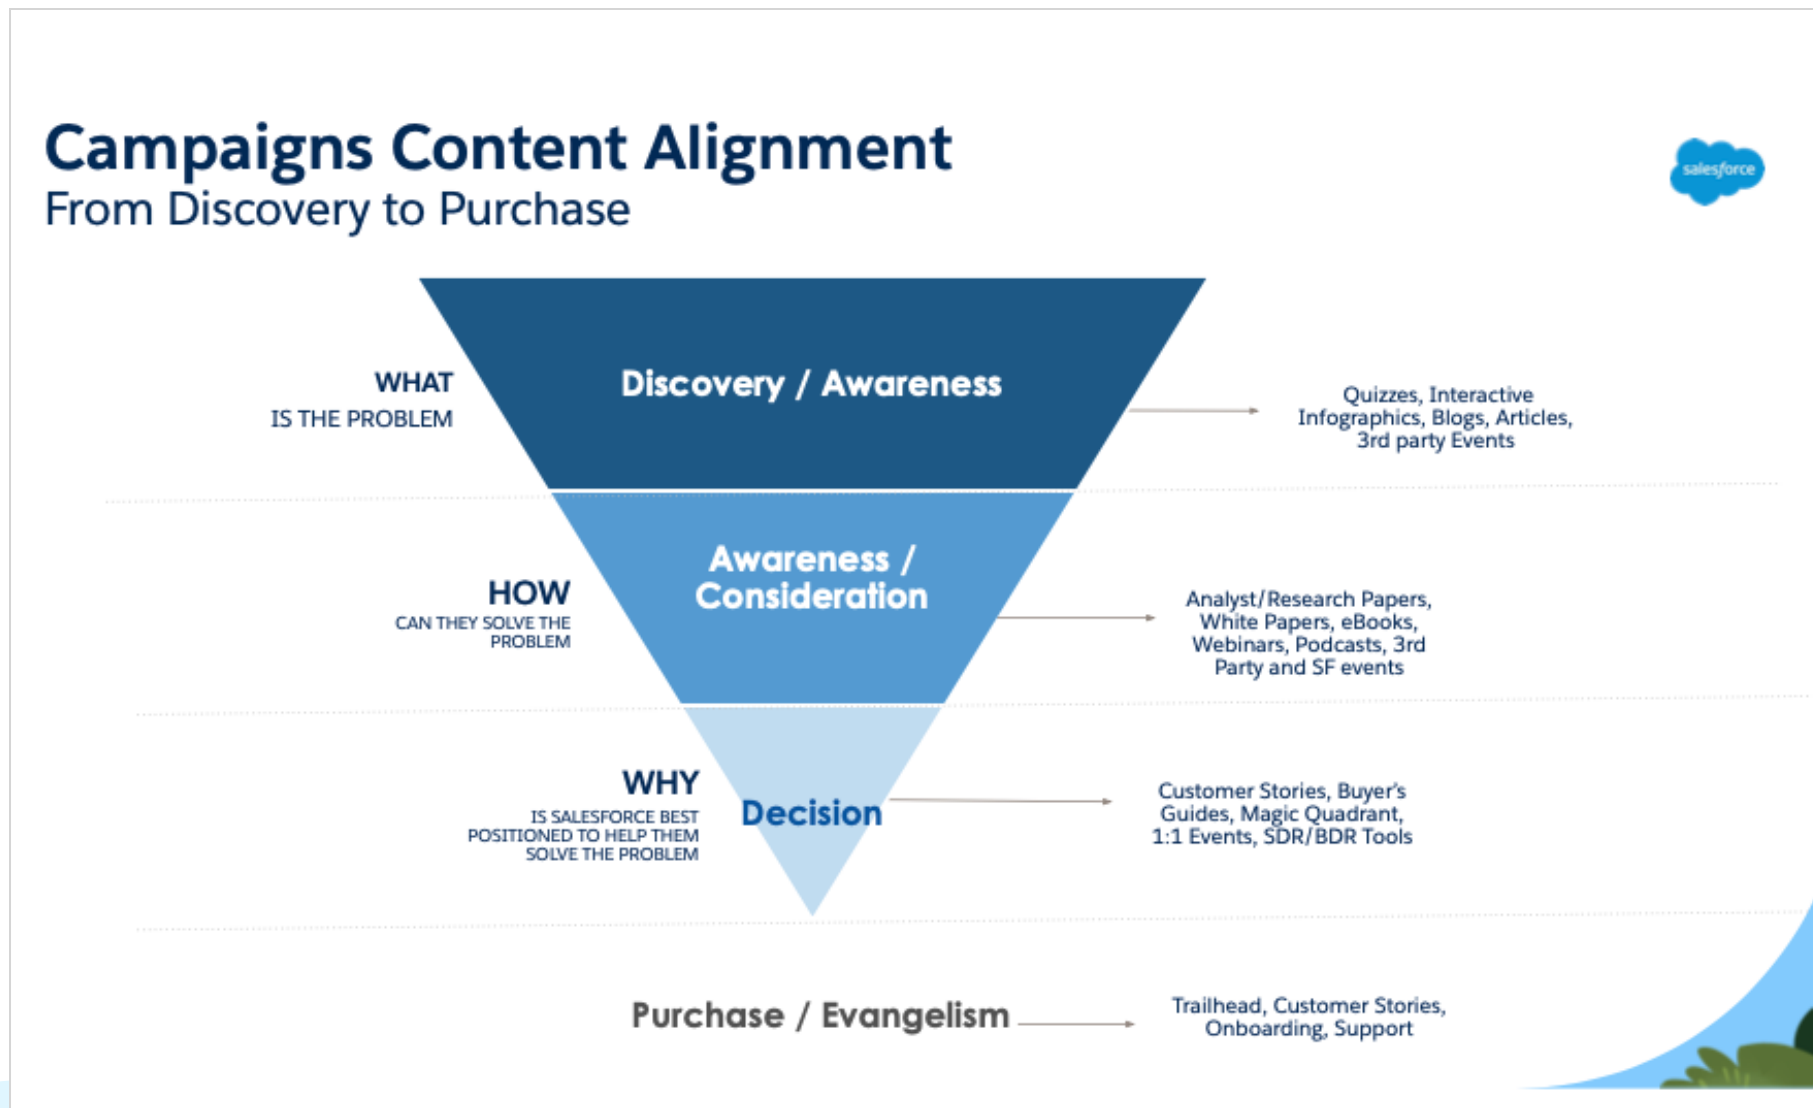 Campaigns Content Alignment
From Discovery to Purchase
salesforce
WHAT
IS THE PROBLEM
Discovery / Awareness
Quizzes, Interactive
Infographics, Blogs, Articles,
3rd party Events
HOW
CAN THEY SOLVE THE
PROBLEM
Awareness /
Consideration
Analyst/Research Papers,
White Papers, eBooks,
Webinars, Podcasts, 3rd
Party and SF events
WHY
IS SALESFORCE BEST
POSITIONED TO HELP THEM
SOLVE THE PROBLEM
Decision
Customer Stories, Buyer's
Guides, Magic Quadrant,
1:1 Events, SDR/BDR Tools
Purchase / Evangelism
Trailhead, Customer Stories,
Onboarding, Support